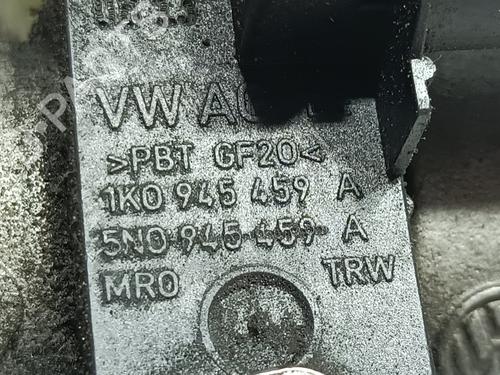 VW AG
>PBT GF20<
1K0 945 459 A
5N0 945 459 A
MRO TRW